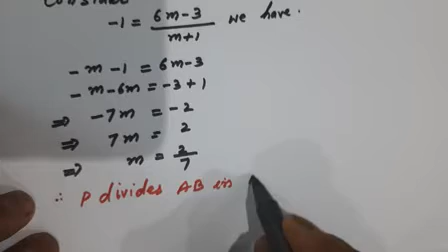 -1 = 6m-3 / m+1 we have.
-m -1 = 6m-3
-m-6m = -3+1
⇒ -7m = -2
⇒ 7m = 2
⇒ m = 2/7
∴ P divides AB in